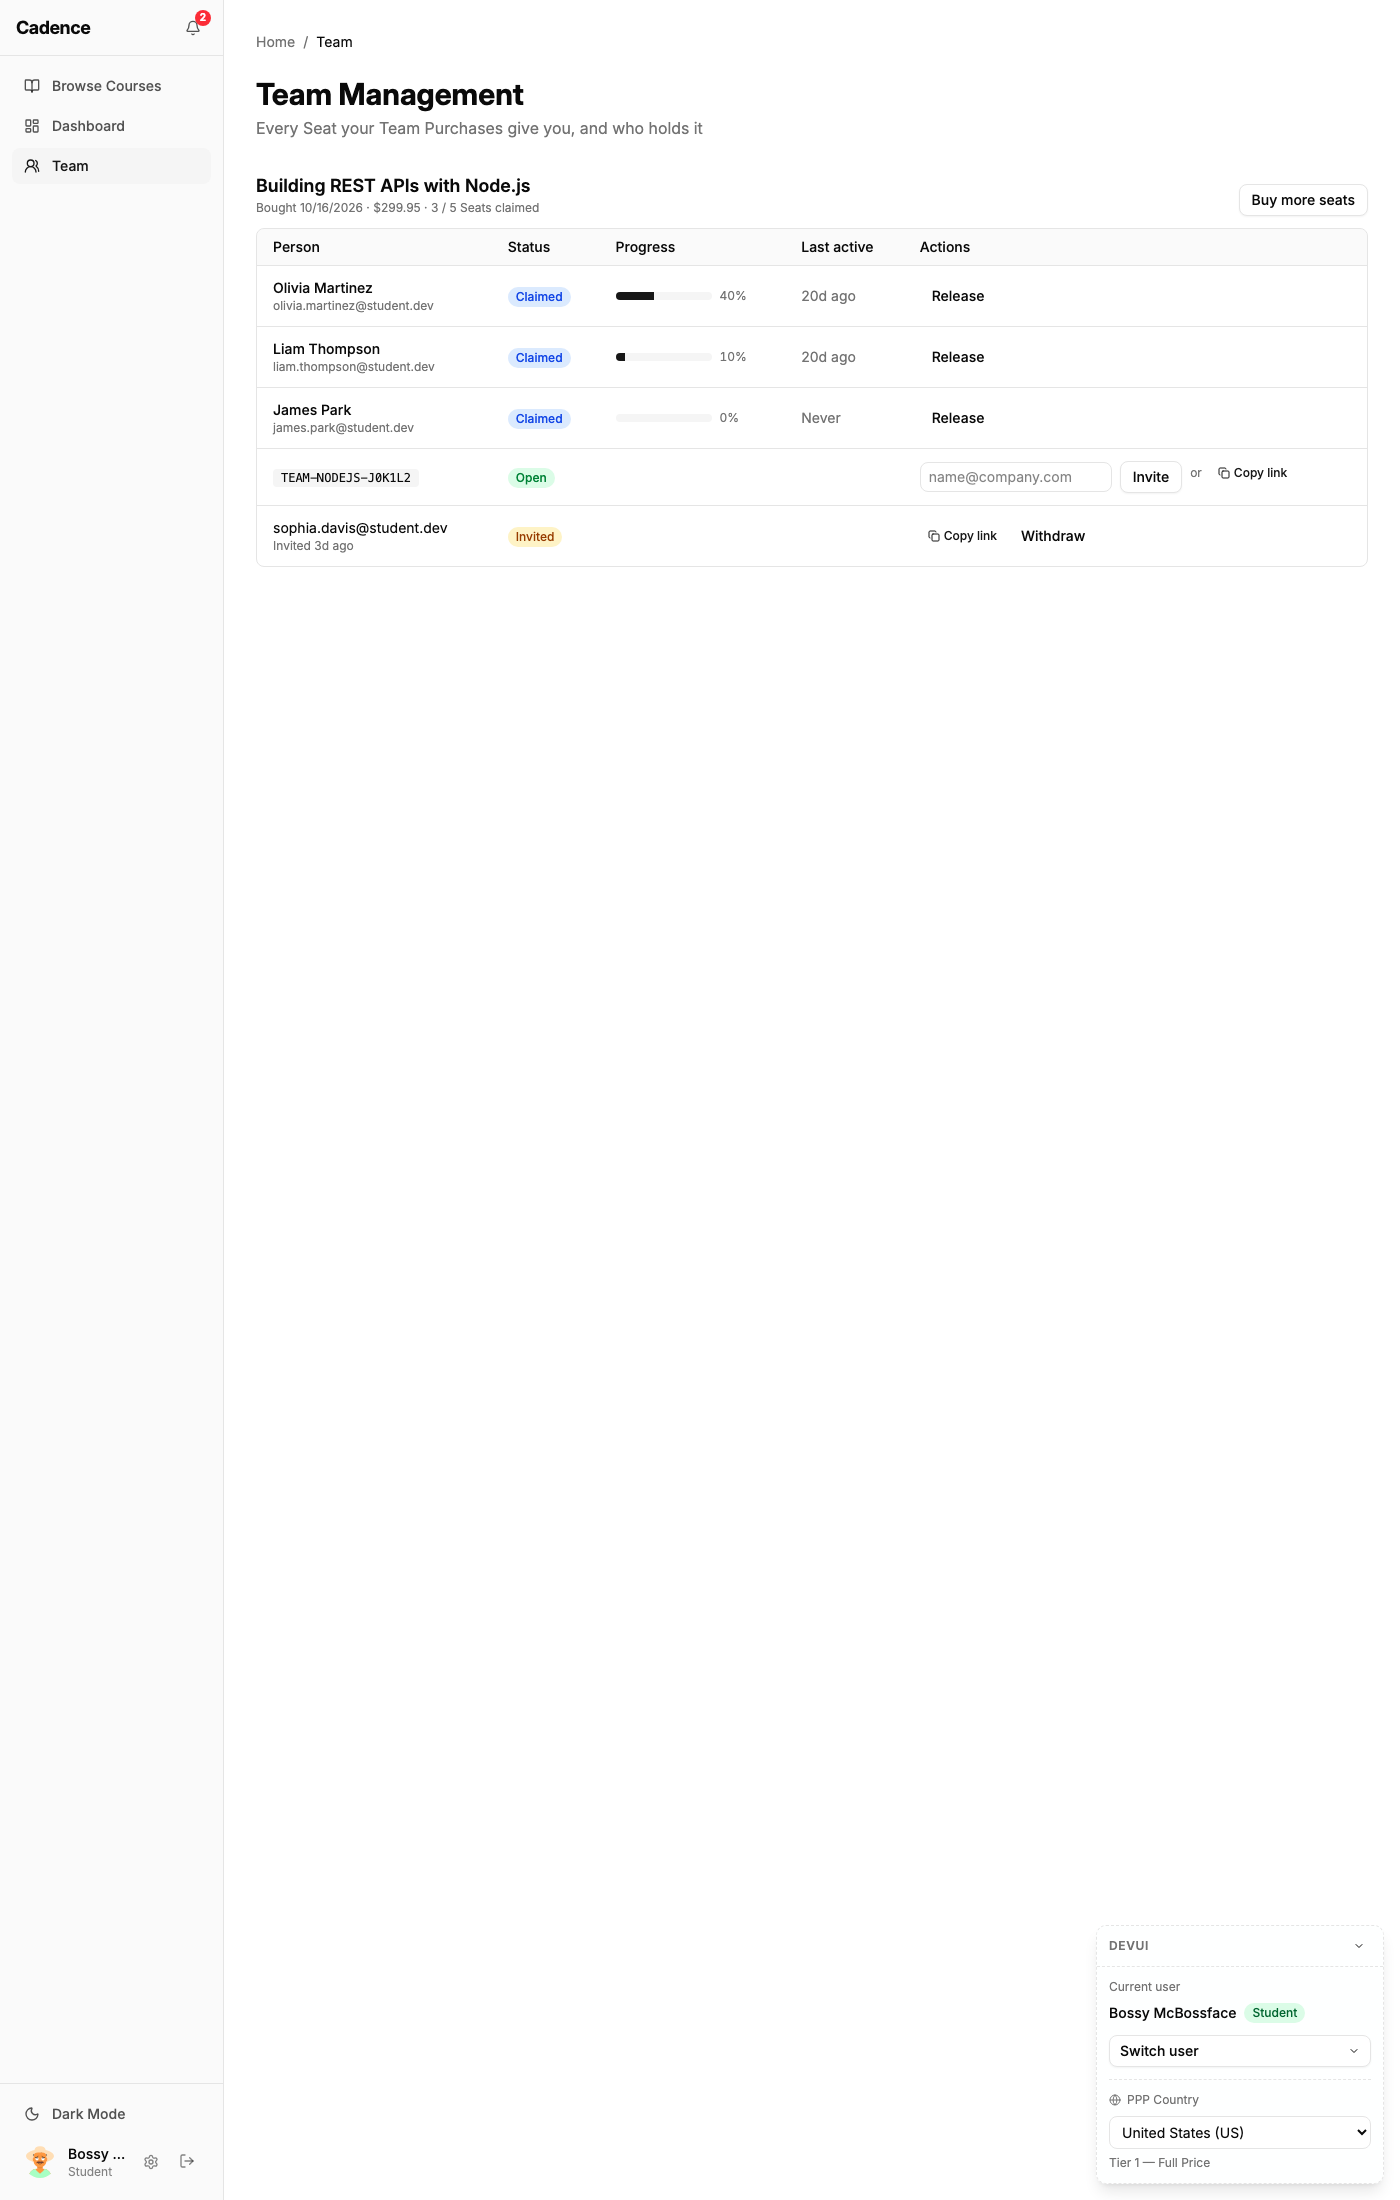 Cadence
2
Browse Courses
Dashboard
Team
Home / Team
Team Management
Every Seat your Team Purchases give you, and who holds it
Building REST APIs with Node.js
Bought 10/16/2026 · $299.95 · 3 / 5 Seats claimed
Buy more seats
Person Status Progress Last active Actions
Olivia Martinez
olivia.martinez@student.dev
Claimed 40% 20d ago Release
Liam Thompson
liam.thompson@student.dev
Claimed 10% 20d ago Release
James Park
james.park@student.dev
Claimed 0% Never Release
TEAM-NODEJS-J0K1L2 Open name@company.com Invite or Copy link
sophia.davis@student.dev
Invited 3d ago
Invited Copy link Withdraw
DEVUI
Current user
Bossy McBossface Student
Switch user
PPP Country
United States (US)
Tier 1 — Full Price
Dark Mode
Bossy ...
Student